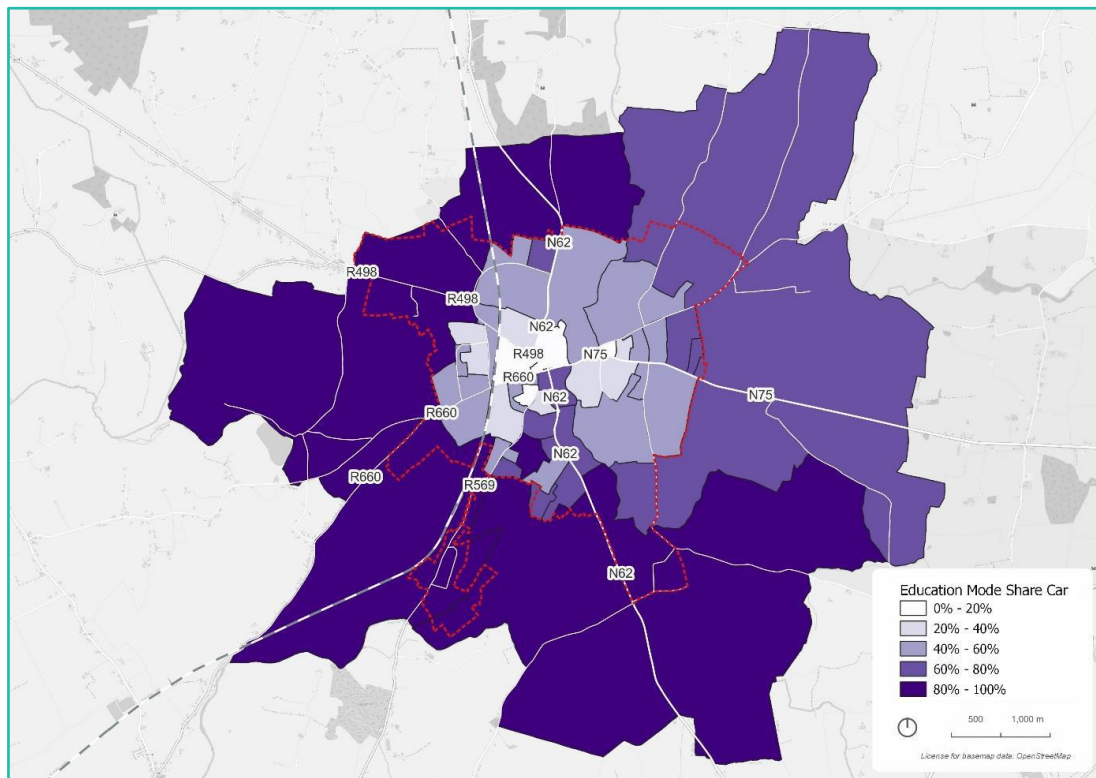 N62
R498
R498
N62
R498
N75
R660
N62
N75
R660
N62
R660
R569
N62
Education Mode Share Car
0% - 20%
20% - 40%
40% - 60%
60% - 80%
80% - 100%
500 1,000 m
License for basemap data: OpenStreetMap